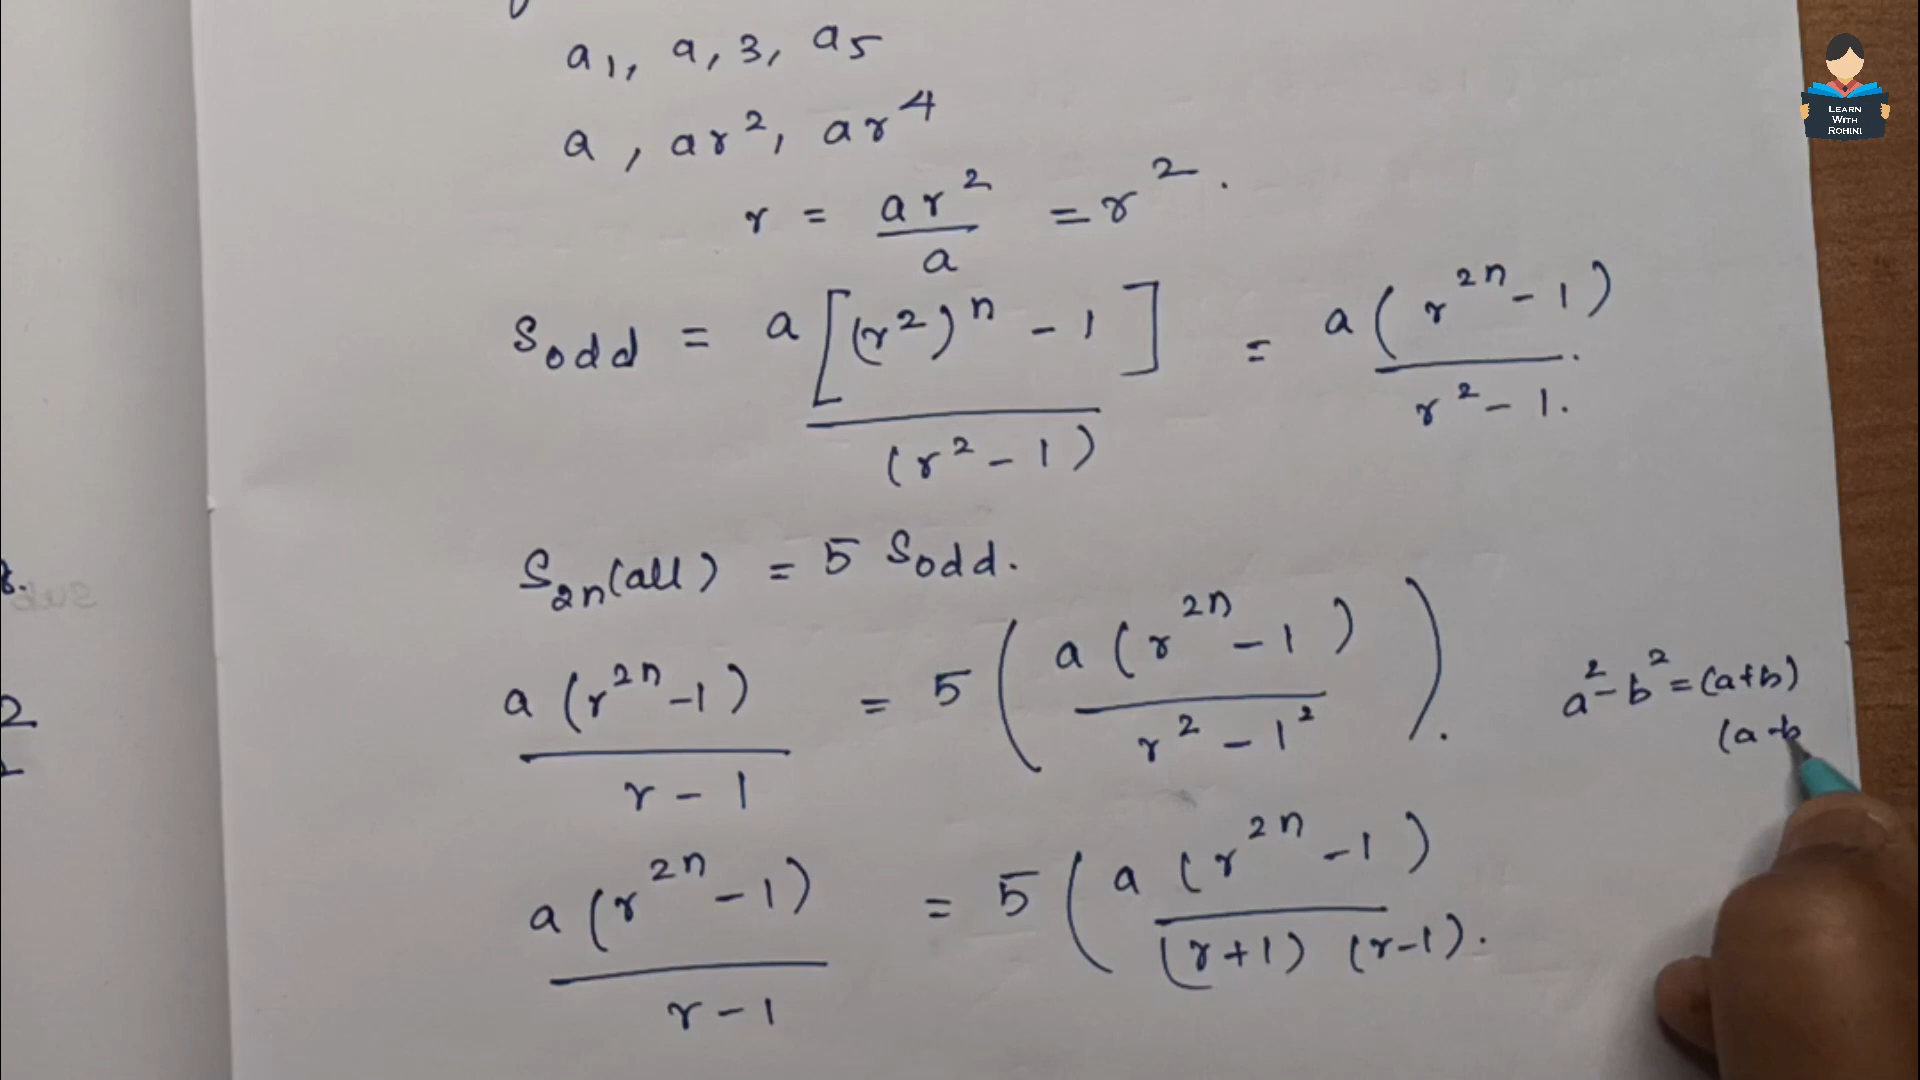 a1, a,3, a5
a, ar², ar⁴
r = ar²/a = r².
Sodd = a[(r²)ⁿ - 1]/(r² - 1) = a(r²ⁿ - 1)/r² - 1.
S2n(all) = 5 Sodd.
a(r²ⁿ - 1)/r - 1 = 5(a(r²ⁿ - 1)/r² - 1²).
a² - b² = (a+b)
(a-b
a(r²ⁿ - 1)/r - 1 = 5(a(r²ⁿ - 1)/(r+1)(r-1).
LEARN
WITH
ROHINI